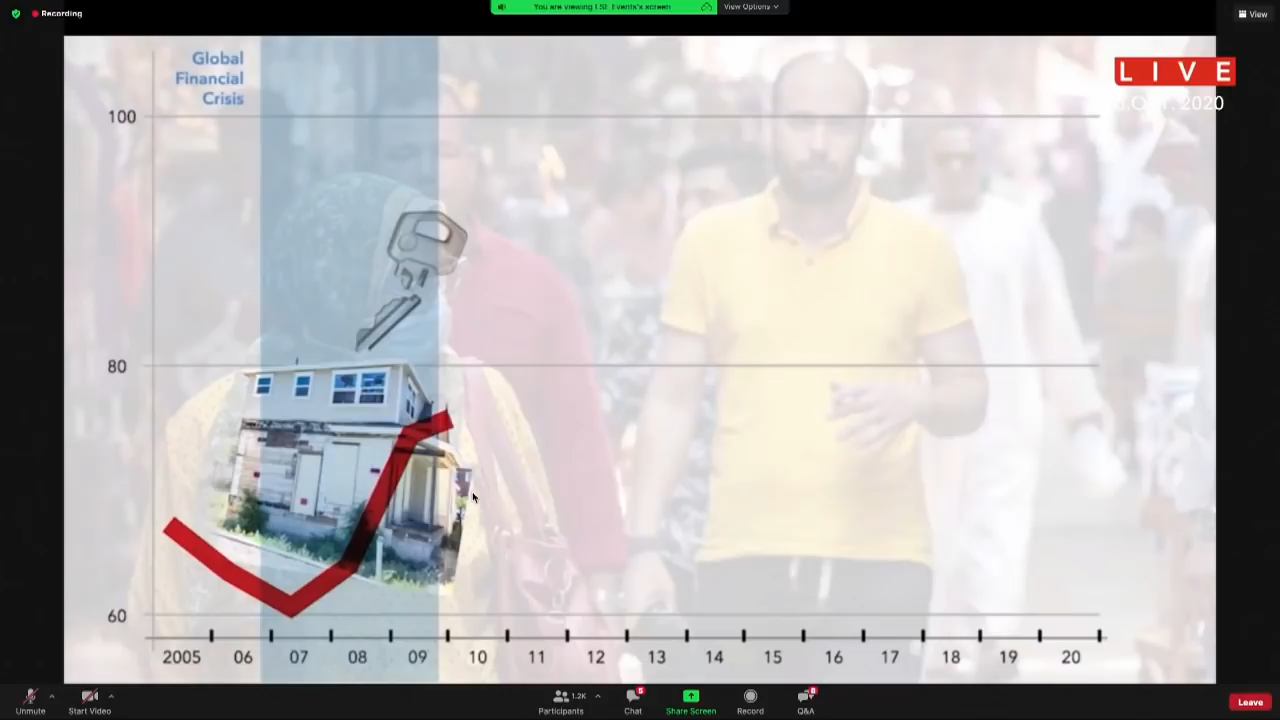 Recording
You are viewing LSE Events's screen
View Options
View
Global
Financial
Crisis
LIVE
2020
100
80
60
2005 06 07 08 09 10 11 12 13 14 15 16 17 18 19 20
Unmute
Start Video
1.2K
Participants
5
Chat
Share Screen
Record
8
Q&A
Leave